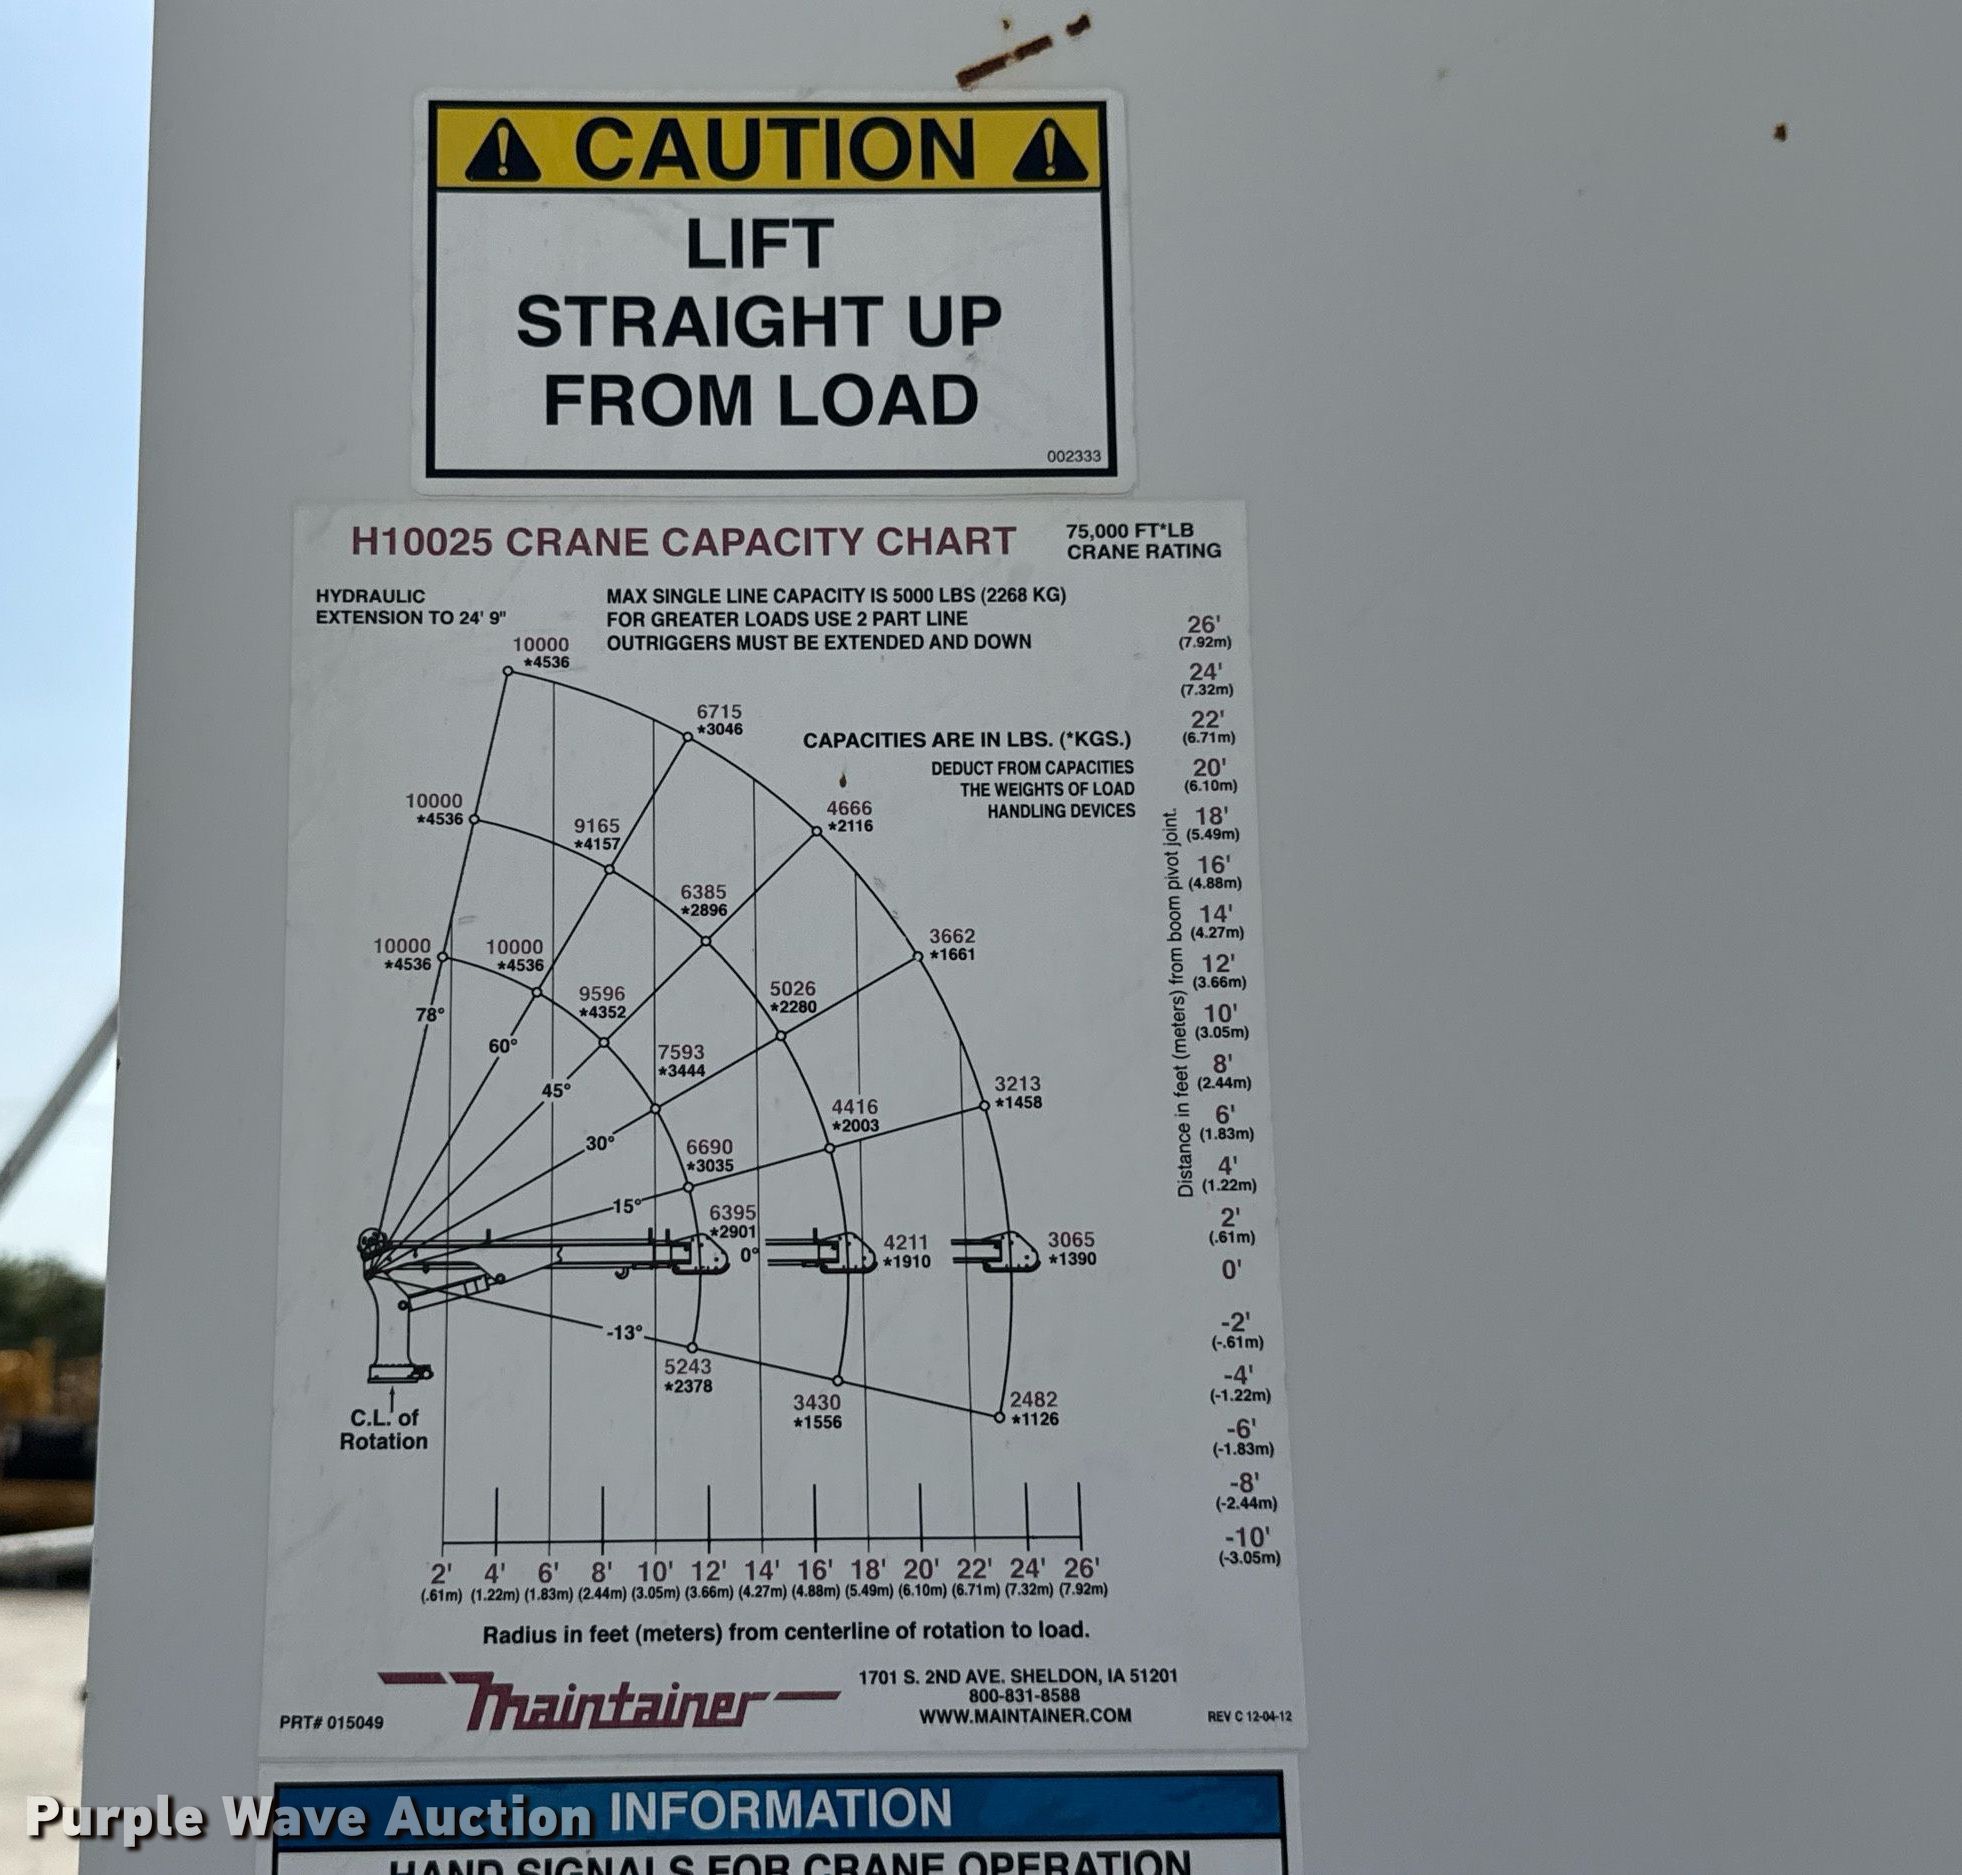 CAUTION
LIFT
STRAIGHT UP
FROM LOAD
002333
H10025 CRANE CAPACITY CHART
75,000 FT*LB
CRANE RATING
HYDRAULIC
EXTENSION TO 24' 9"
MAX SINGLE LINE CAPACITY IS 5000 LBS (2268 KG)
FOR GREATER LOADS USE 2 PART LINE
OUTRIGGERS MUST BE EXTENDED AND DOWN
CAPACITIES ARE IN LBS. (*KGS.)
DEDUCT FROM CAPACITIES
THE WEIGHTS OF LOAD
HANDLING DEVICES
10000
*4536
6715
*3046
10000
*4536
9165
*4157
4666
*2116
6385
*2896
10000
*4536
10000
*4536
3662
*1661
9596
*4352
5026
*2280
78°
60°
45°
7593
*3444
3213
*1458
30°
4416
*2003
6690
*3035
15°
6395
*2901
0°
4211
*1910
3065
*1390
-13°
5243
*2378
3430
*1556
2482
*1126
C.L. of
Rotation
26'
(7.92m)
24'
(7.32m)
22'
(6.71m)
20'
(6.10m)
18'
(5.49m)
16'
(4.88m)
14'
(4.27m)
12'
(3.66m)
10'
(3.05m)
8'
(2.44m)
6'
(1.83m)
4'
(1.22m)
2'
(.61m)
0'
-2'
(-.61m)
-4'
(-1.22m)
-6'
(-1.83m)
-8'
(-2.44m)
-10'
(-3.05m)
Distance in feet (meters) from boom pivot joint.
2' 4' 6' 8' 10' 12' 14' 16' 18' 20' 22' 24' 26'
(.61m) (1.22m) (1.83m) (2.44m) (3.05m) (3.66m) (4.27m) (4.88m) (5.49m) (6.10m) (6.71m) (7.32m) (7.92m)
Radius in feet (meters) from centerline of rotation to load.
PRT# 015049
Maintainer
1701 S. 2ND AVE. SHELDON, IA 51201
800-831-8588
WWW.MAINTAINER.COM
REV C 12-04-12
Purple Wave Auction
INFORMATION
HAND SIGNALS FOR CRANE OPERATION